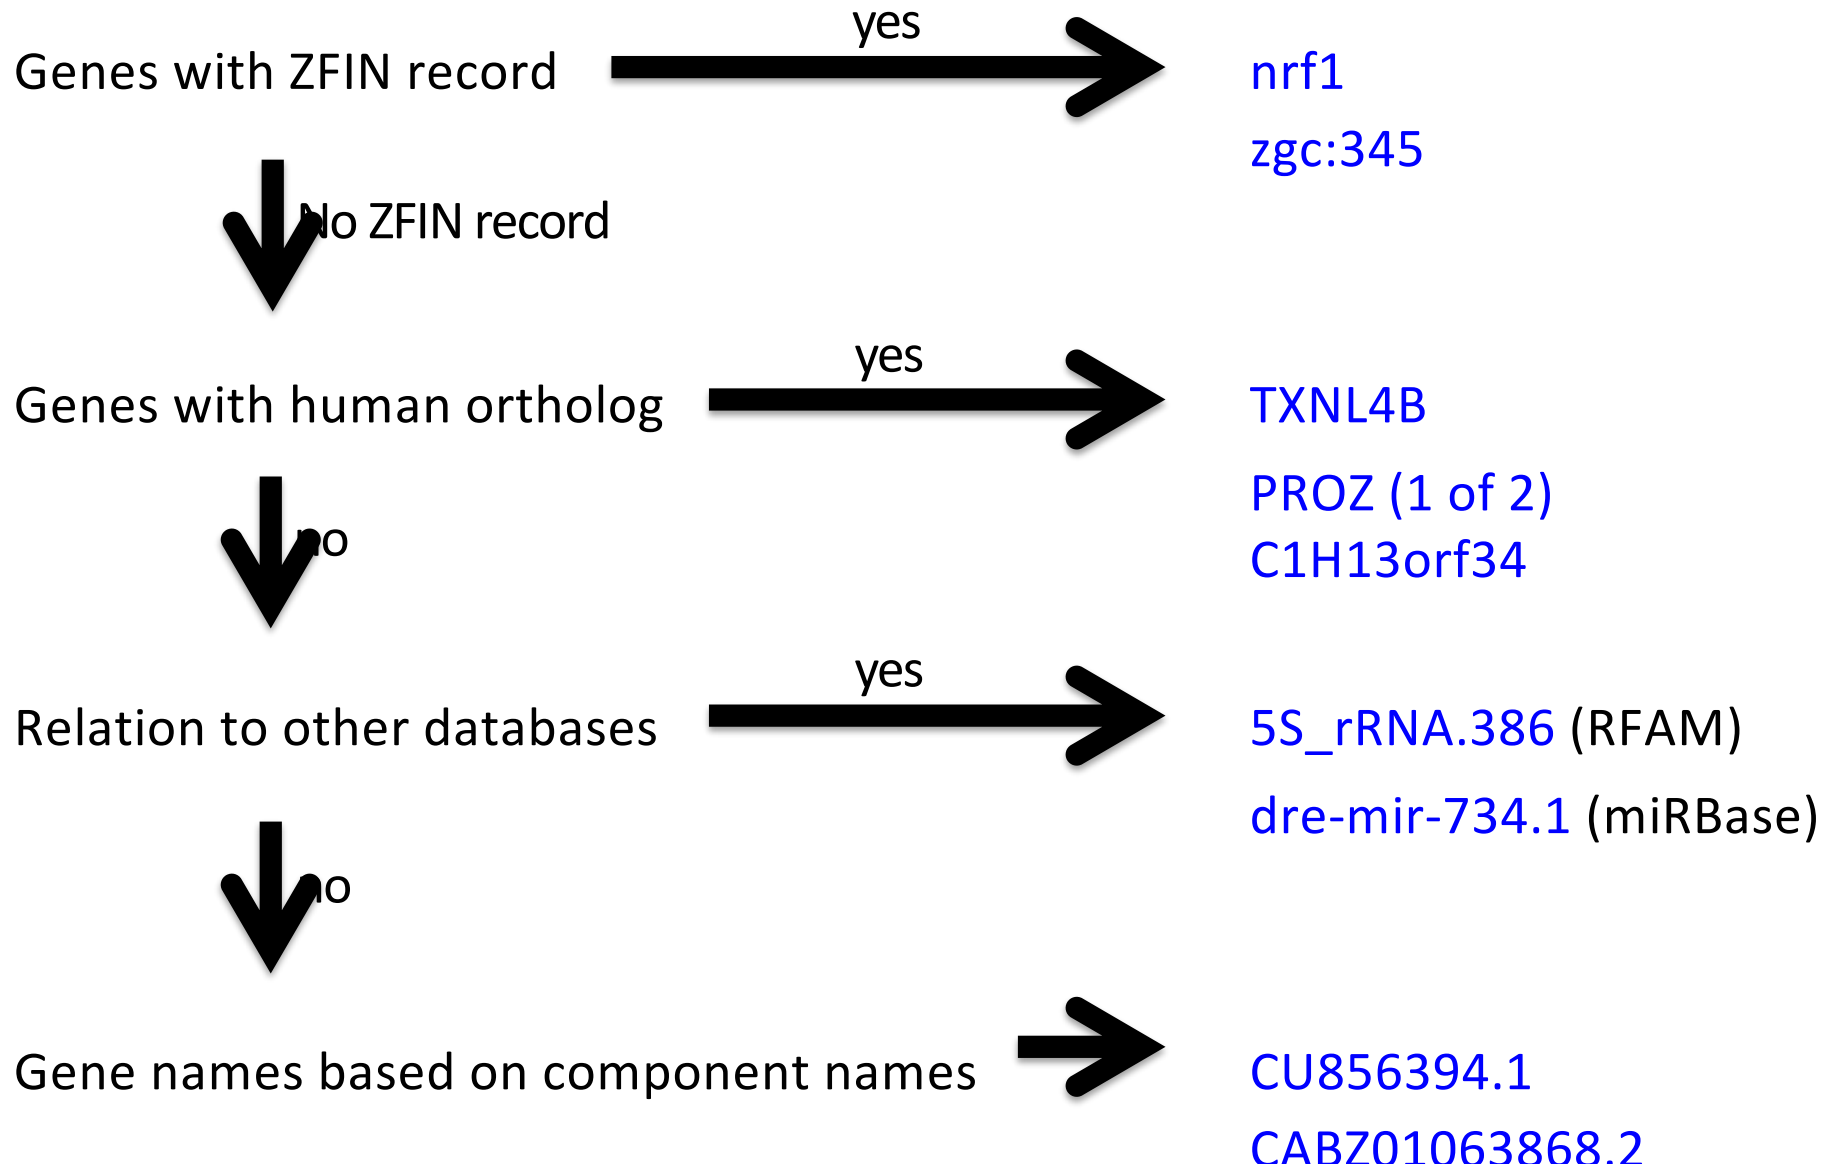 yes
Genes with ZFIN record
nrf1
zgc:345
No ZFIN record
yes
Genes with human ortholog
TXNL4B
PROZ (1 of 2)
no
C1H13orf34
yes
Relation to other databases
5S_rRNA.386 (RFAM)
dre-mir-734.1 (miRBase)
no
Gene names based on component names
CU856394.1
CABZ01063868.2